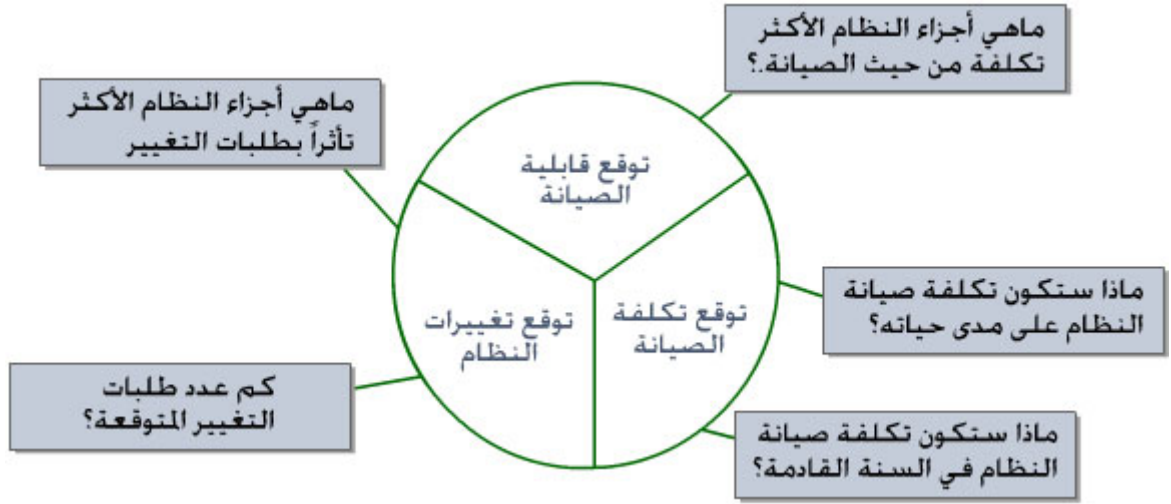 ماهي أجزاء النظام الأكثر
تكلفة من حيث الصيانة.؟
ماهي أجزاء النظام الأكثر
تأثراً بطلبات التغيير
توقع قابلية
الصيانة
توقع تكلفة
الصيانة
توقع تغييرات
النظام
ماذا ستكون تكلفة صيانة
النظام على مدى حياته؟
كم عدد طلبات
التغيير المتوقعة؟
ماذا ستكون تكلفة صيانة
النظام في السنة القادمة؟